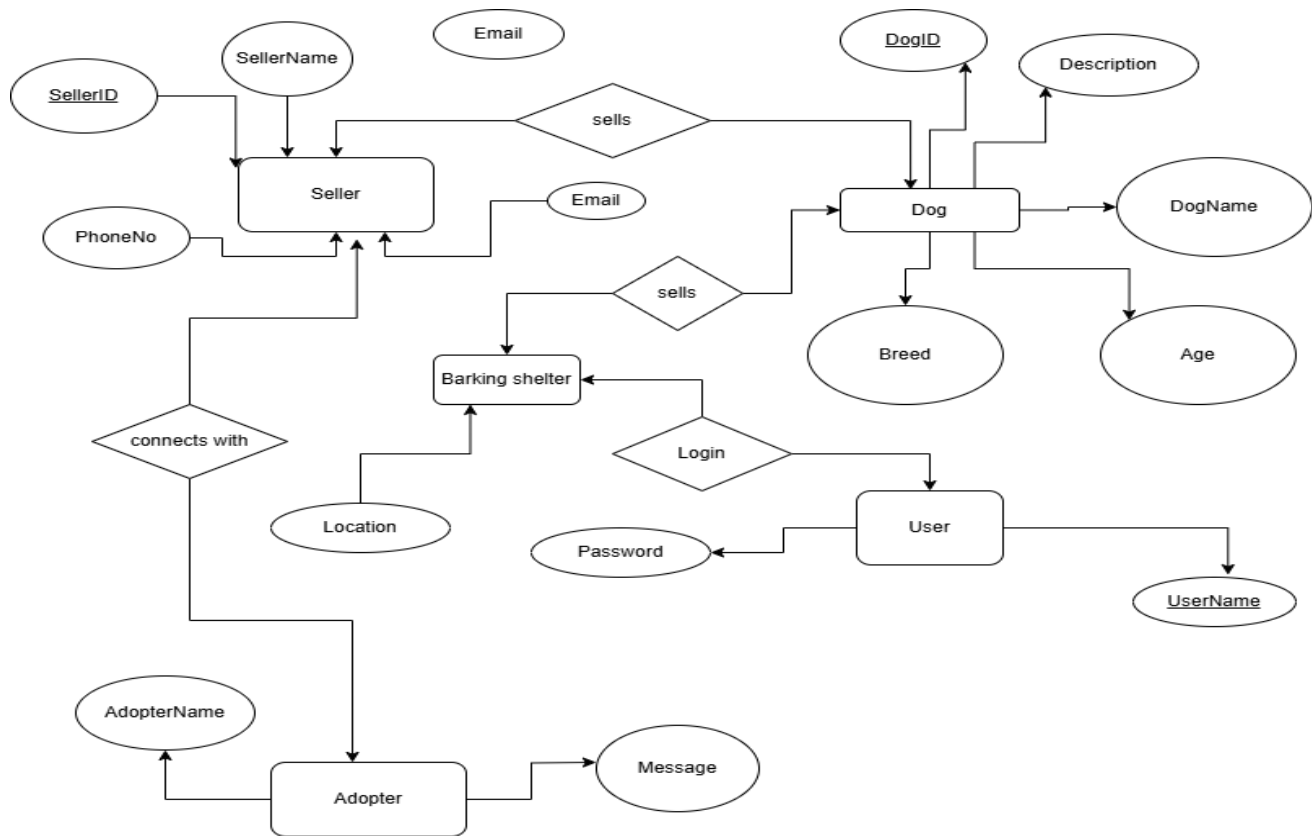 Email
DogID
SellerName
Description
SellerID
sells
Seller
Email
Dog
DogName
PhoneNo
sells
Breed
Age
Barking shelter
connects with
Login
Location
User
Password
UserName
AdopterName
Message
Adopter